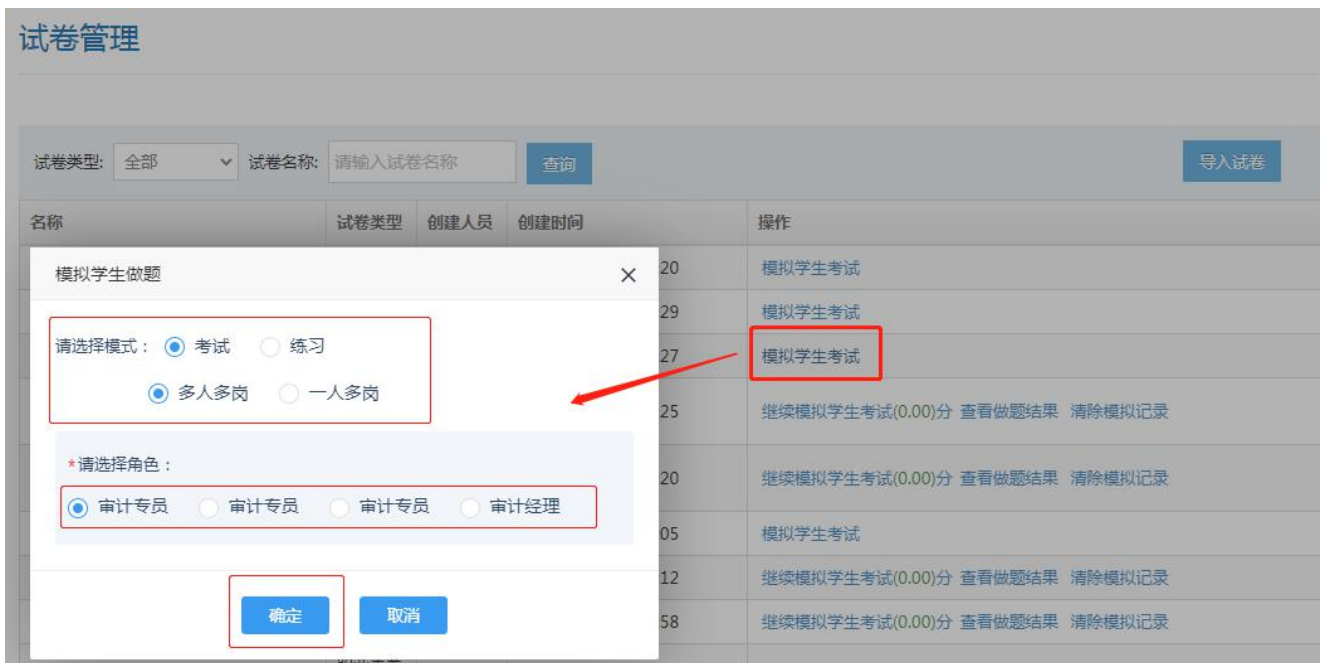 试卷管理
试卷类型: 全部 试卷名称: 请输入试卷名称 查询 导入试卷
名称 试卷类型 创建人员 创建时间 操作
模拟学生做题
20 模拟学生考试
29 模拟学生考试
请选择模式： 考试 练习
27 模拟学生考试
多人多岗 一人多岗
25 继续模拟学生考试(0.00)分 查看做题结果 清除模拟记录
*请选择角色：
20 继续模拟学生考试(0.00)分 查看做题结果 清除模拟记录
审计专员 审计专员 审计专员 审计经理
05 模拟学生考试
12 继续模拟学生考试(0.00)分 查看做题结果 清除模拟记录
确定 取消
58 继续模拟学生考试(0.00)分 查看做题结果 清除模拟记录